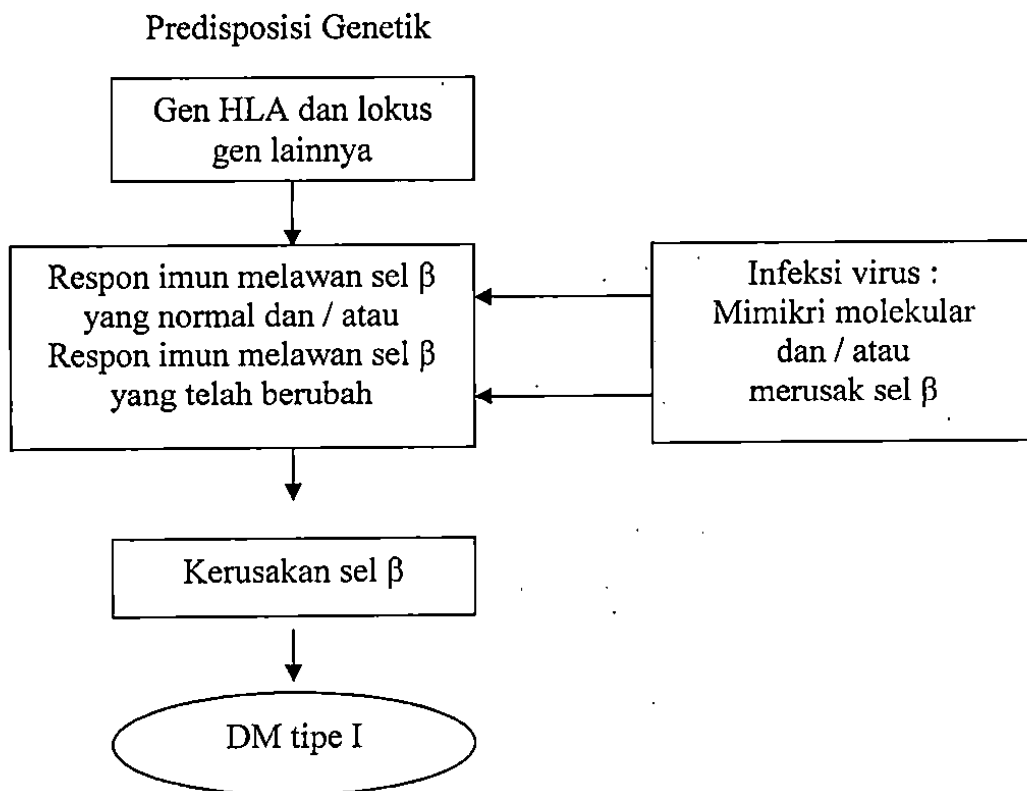 Predisposisi Genetik
Gen HLA dan lokus
gen lainnya
Respon imun melawan sel β
yang normal dan / atau
Respon imun melawan sel β
yang telah berubah
Infeksi virus :
Mimikri molekular
dan / atau
merusak sel β
Kerusakan sel β
DM tipe I